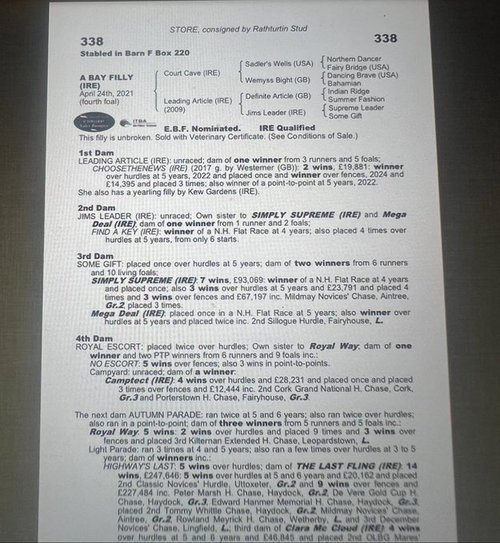 STORE, consigned by Rathturtin Stud
338 338
Stabled in Barn F Box 220
A BAY FILLY
(IRE)
April 24th, 2021
(fourth foal)
Court Cave (IRE)
Leading Article (IRE)
(2009)
Sadler's Wells (USA)
Wemyss Bight (GB)
Definite Article (GB)
Jims Leader (IRE)
Northern Dancer
Fairy Bridge (USA)
Dancing Brave (USA)
Bahamian
Indian Ridge
Summer Fashion
Supreme Leader
Some Gift
ITBA
E.B.F. Nominated. IRE Qualified
This filly is unbroken. Sold with Veterinary Certificate. (See Conditions of Sale.)
1st Dam
LEADING ARTICLE (IRE): unraced; dam of one winner from 3 runners and 5 foals;
CHOOSETHENEWS (IRE) (2017 g. by Westerner (GB)): 2 wins, £19,881: winner
over hurdles at 5 years, 2022 and placed once and winner over fences, 2024 and
£14,395 and placed 3 times; also winner of a point-to-point at 5 years, 2022.
She also has a yearling filly by Kew Gardens (IRE).
2nd Dam
JIMS LEADER (IRE): unraced; Own sister to SIMPLY SUPREME (IRE) and Mega
Deal (IRE); dam of one winner from 1 runner and 2 foals;
FIND A KEY (IRE): winner of a N.H. Flat Race at 4 years; also placed 4 times over
hurdles at 5 years, from only 6 starts.
3rd Dam
SOME GIFT: placed once over hurdles at 5 years; dam of two winners from 6 runners
and 10 living foals;
SIMPLY SUPREME (IRE): 7 wins, £93,069: winner of a N.H. Flat Race at 4 years
and placed once; also 3 wins over hurdles at 5 years and £23,791 and placed 4
times and 3 wins over fences and £67,197 inc. Mildmay Novices' Chase, Aintree,
Gr.2, placed 3 times.
Mega Deal (IRE): placed once in a N.H. Flat Race at 5 years; also winner over
hurdles at 5 years and placed twice inc. 2nd Sillogue Hurdle, Fairyhouse, L.
4th Dam
ROYAL ESCORT: placed twice over hurdles; Own sister to Royal Way; dam of one
winner and two PTP winners from 6 runners and 9 foals inc.:
NO ESCORT: 5 wins over fences; also 3 wins in point-to-points.
Campyard: unraced; dam of a winner:
Camptect (IRE): 4 wins over hurdles and £28,231 and placed once and placed
3 times over fences and £12,444 inc. 2nd Cork Grand National H. Chase, Cork,
Gr.3 and Porterstown H. Chase, Fairyhouse, Gr.3.
The next dam AUTUMN PARADE: ran twice at 5 and 6 years; also ran twice over hurdles;
also ran in a point-to-point; dam of three winners from 5 runners and 5 foals inc.:
Royal Way: 5 wins: 2 wins over hurdles and placed 9 times and 3 wins over
fences and placed 3rd Kilternan Extended H. Chase, Leopardstown, L.
Light Parade: ran 3 times at 4 and 5 years; also ran a few times over hurdles at 3 to 5
years; dam of winners inc.:
HIGHWAY'S LAST: 5 wins over hurdles; dam of THE LAST FLING (IRE): 14
wins, £247,646: 5 wins over hurdles at 5 and 6 years and £20,162 and placed
2nd Classic Novices' Hurdle, Uttoxeter, Gr.2 and 9 wins over fences and
£227,484 inc. Peter Marsh H. Chase, Haydock, Gr.2, De Vere Gold Cup H.
Chase, Haydock, Gr.3, Edward Hanmer Memorial H. Chase, Haydock, Gr.3,
placed 2nd Tommy Whittle Chase, Haydock, Gr.2, Mildmay Novices' Chase,
Aintree, Gr.2, Rowland Meyrick H. Chase, Wetherby, L. and 3rd December
Novices' Chase, Lingfield, L.; third dam of Clara Mc Cloud (IRE): 4 wins
over hurdles at 5 and 6 years and £46,845 and placed 2nd OLBG Mares'